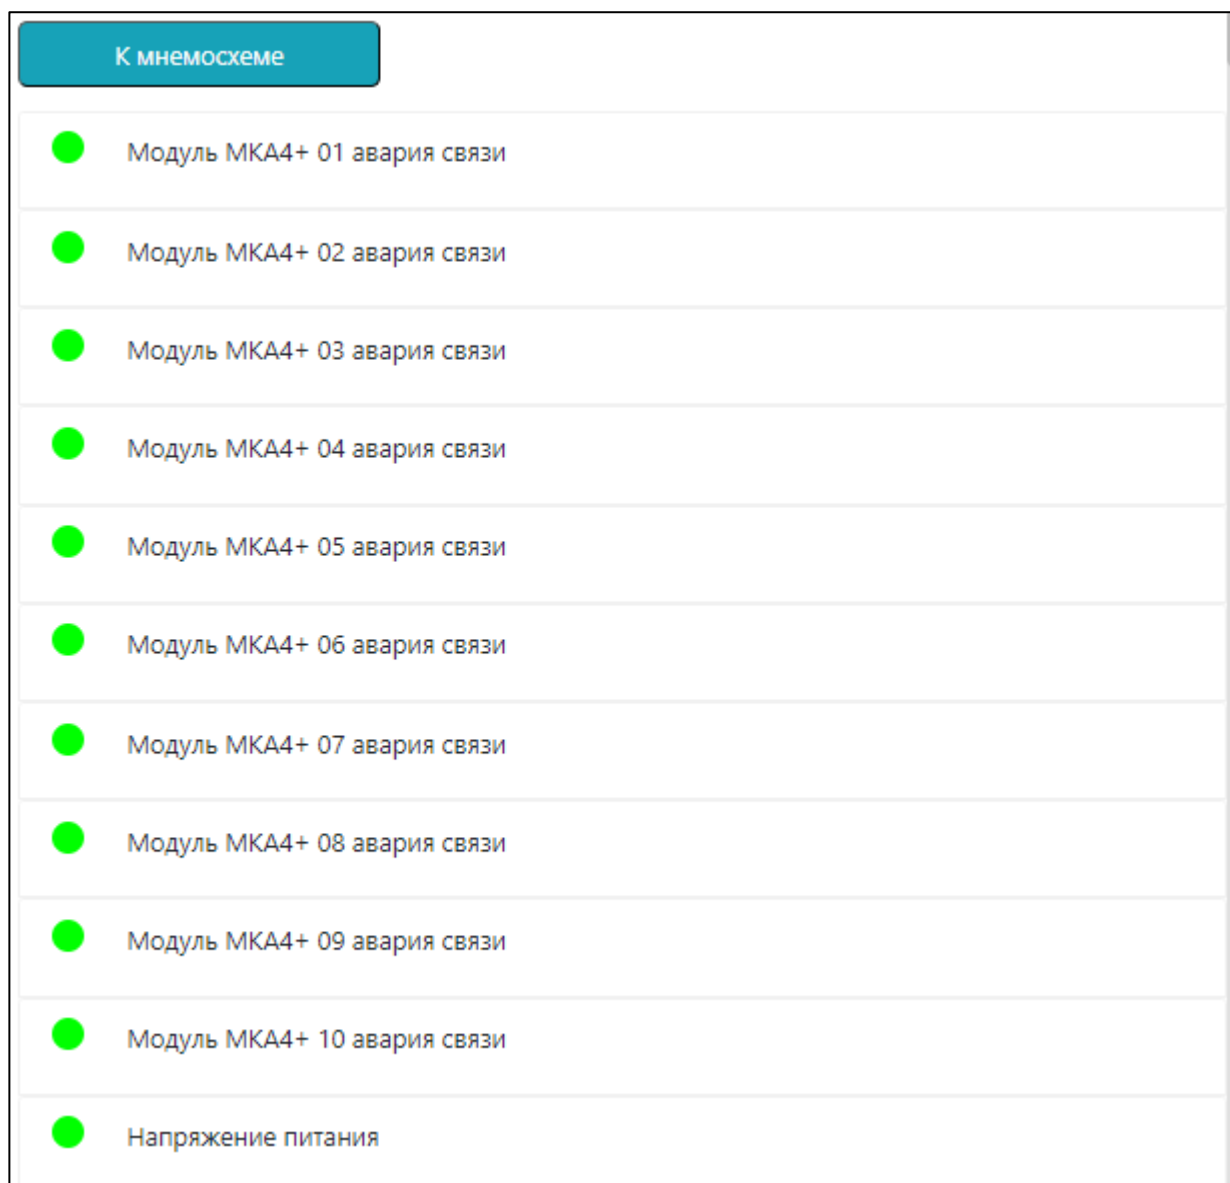 К мнемосхеме
Модуль МКА4+ 01 авария связи
Модуль МКА4+ 02 авария связи
Модуль МКА4+ 03 авария связи
Модуль МКА4+ 04 авария связи
Модуль МКА4+ 05 авария связи
Модуль МКА4+ 06 авария связи
Модуль МКА4+ 07 авария связи
Модуль МКА4+ 08 авария связи
Модуль МКА4+ 09 авария связи
Модуль МКА4+ 10 авария связи
Напряжение питания